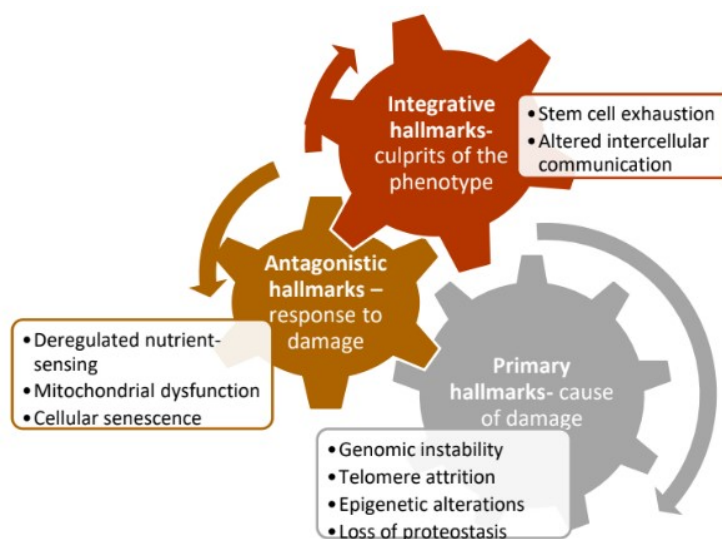 Integrative
hallmarks-
culprits of the
phenotype
•Stem cell exhaustion
•Altered intercellular
communication
Antagonistic
hallmarks –
response to
damage
•Deregulated nutrient-
sensing
•Mitochondrial dysfunction
•Cellular senescence
Primary
hallmarks- cause
of damage
•Genomic instability
•Telomere attrition
•Epigenetic alterations
•Loss of proteostasis